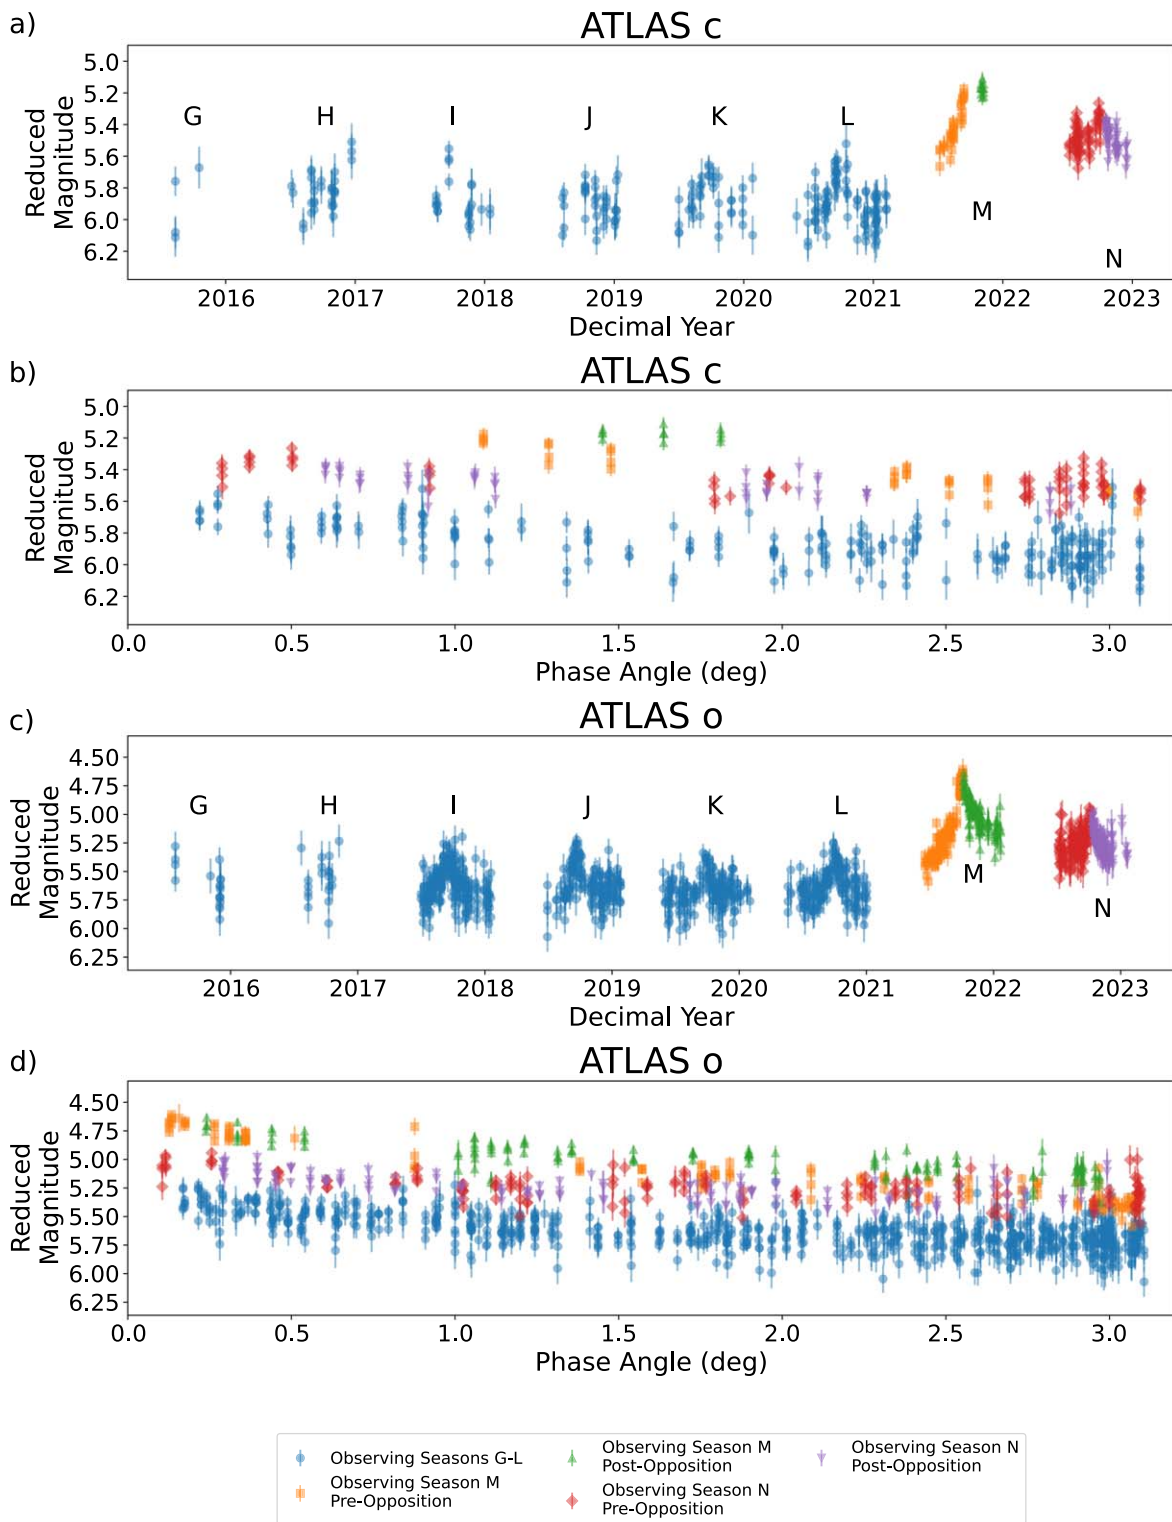 a)
ATLAS c
Reduced
Magnitude
5.0
5.2
5.4
5.6
5.8
6.0
6.2
G
H
I
J
K
L
M
N
2016 2017 2018 2019 2020 2021 2022 2023
Decimal Year
b)
ATLAS c
Reduced
Magnitude
5.0
5.2
5.4
5.6
5.8
6.0
6.2
0.0 0.5 1.0 1.5 2.0 2.5 3.0
Phase Angle (deg)
c)
ATLAS o
Reduced
Magnitude
4.50
4.75
5.00
5.25
5.50
5.75
6.00
6.25
G
H
I
J
K
L
M
N
2016 2017 2018 2019 2020 2021 2022 2023
Decimal Year
d)
ATLAS o
Reduced
Magnitude
4.50
4.75
5.00
5.25
5.50
5.75
6.00
6.25
0.0 0.5 1.0 1.5 2.0 2.5 3.0
Phase Angle (deg)
Observing Seasons G-L
Observing Season M
Pre-Opposition
Observing Season M
Post-Opposition
Observing Season N
Pre-Opposition
Observing Season N
Post-Opposition